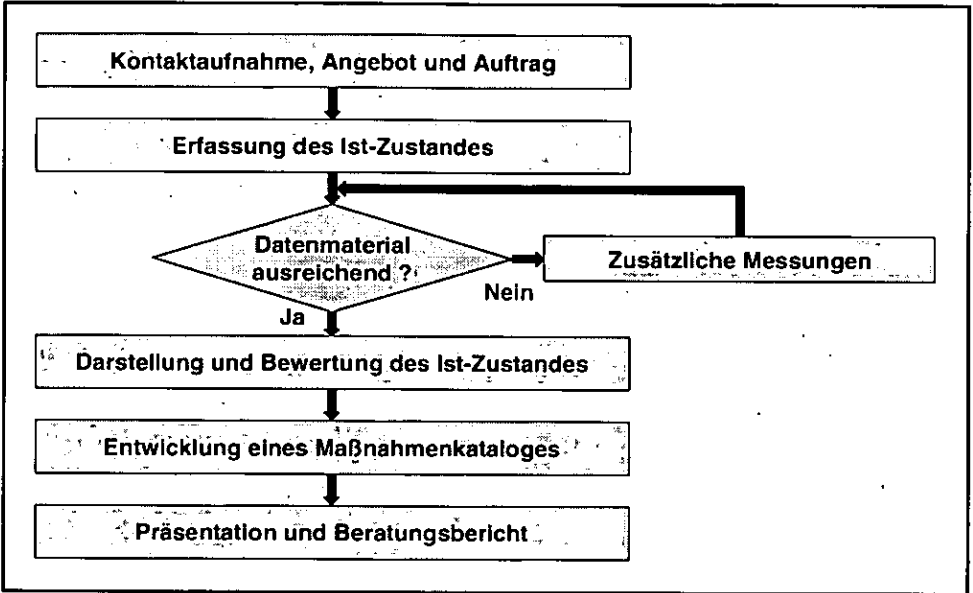 Kontaktaufnahme, Angebot und Auftrag
Erfassung des Ist-Zustandes
Datenmaterial
ausreichend ?
Zusätzliche Messungen
Nein
Ja
Darstellung und Bewertung des Ist-Zustandes
Entwicklung eines Maßnahmenkataloges
Präsentation und Beratungsbericht